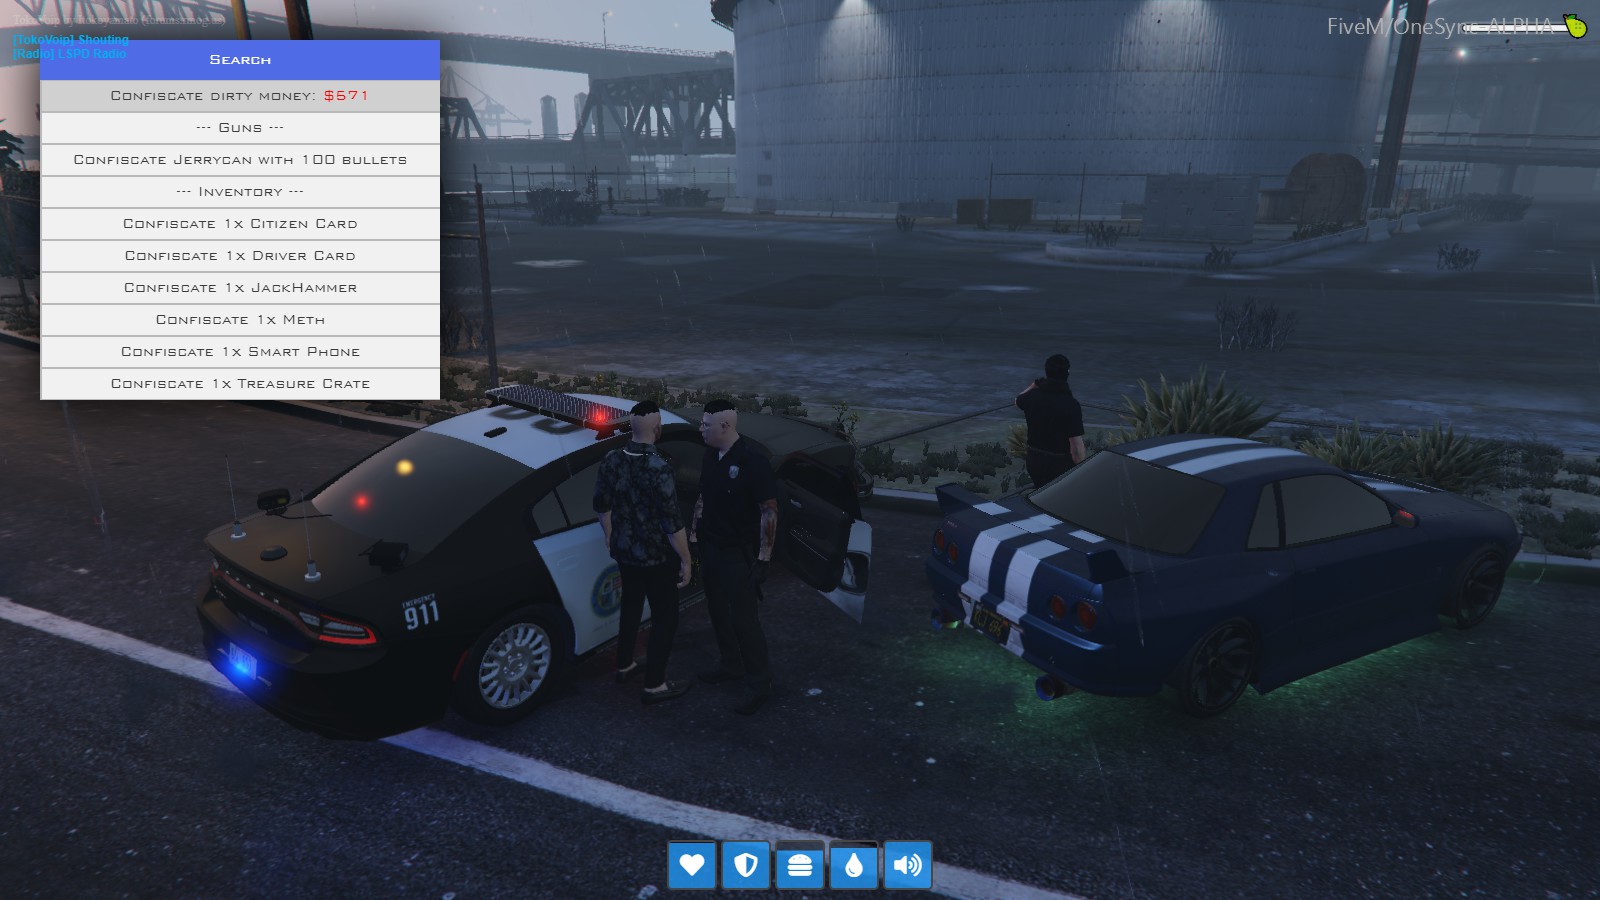 [TokoVoip] Shouting
[Radio] LSPD Radio
FiveM/OneSync ALPHA
Search
Confiscate dirty money: $571
--- Guns ---
Confiscate Jerrycan with 100 bullets
--- Inventory ---
Confiscate 1x Citizen Card
Confiscate 1x Driver Card
Confiscate 1x JackHammer
Confiscate 1x Meth
Confiscate 1x Smart Phone
Confiscate 1x Treasure Crate
EMERGENCY
911